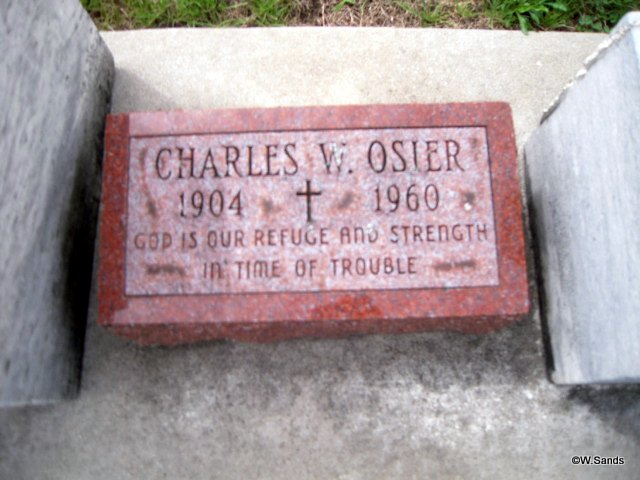 CHARLES W. OSIER
1904 † 1960
GOD IS OUR REFUGE AND STRENGTH
IN TIME OF TROUBLE
©W.Sands